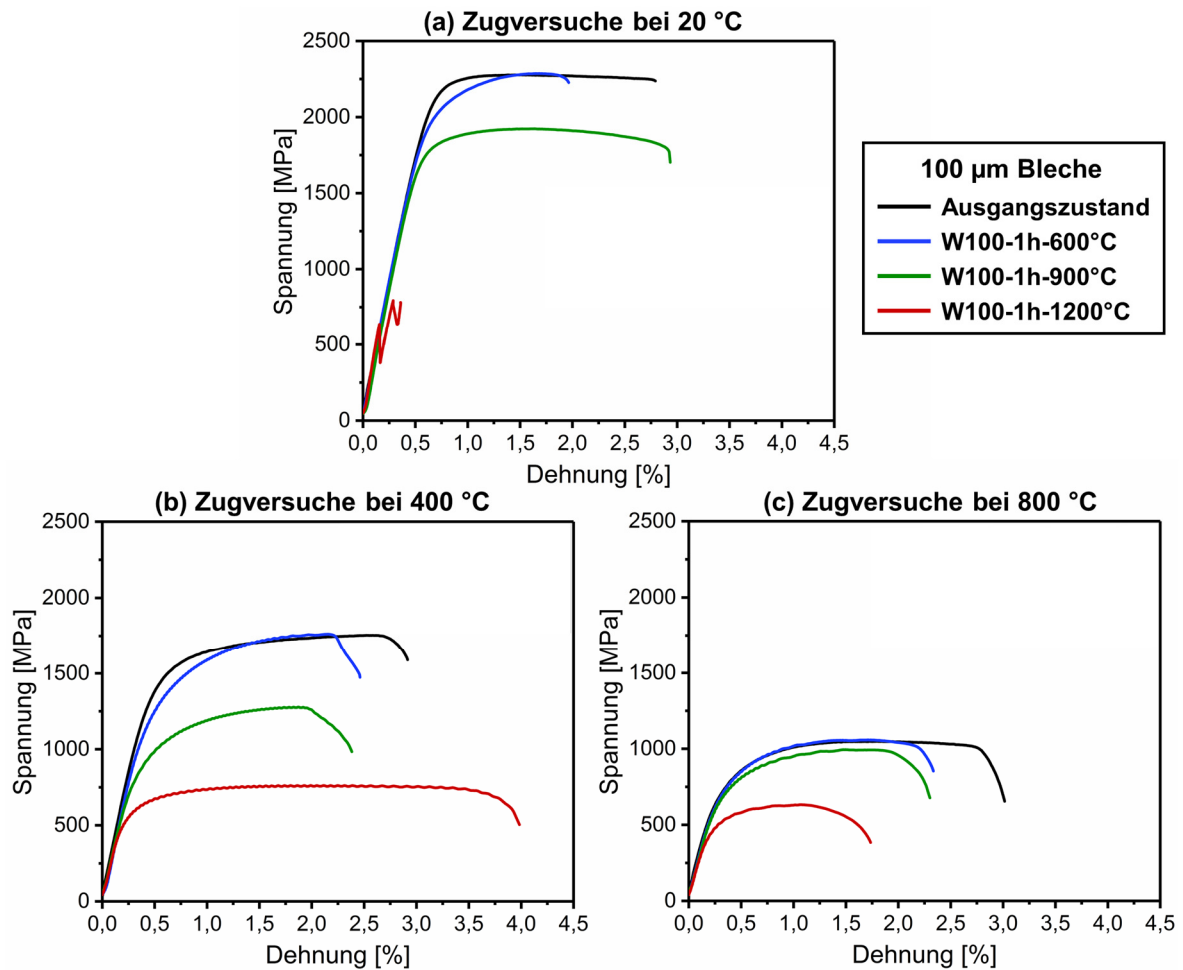 (a) Zugversuche bei 20 °C
2500
2000
1500
1000
500
0
Spannung [MPa]
0,0 0,5 1,0 1,5 2,0 2,5 3,0 3,5 4,0 4,5
Dehnung [%]
100 µm Bleche
Ausgangszustand
W100-1h-600°C
W100-1h-900°C
W100-1h-1200°C
(b) Zugversuche bei 400 °C
2500
2000
1500
1000
500
0
Spannung [MPa]
0,0 0,5 1,0 1,5 2,0 2,5 3,0 3,5 4,0 4,5
Dehnung [%]
(c) Zugversuche bei 800 °C
2500
2000
1500
1000
500
0
Spannung [MPa]
0,0 0,5 1,0 1,5 2,0 2,5 3,0 3,5 4,0 4,5
Dehnung [%]